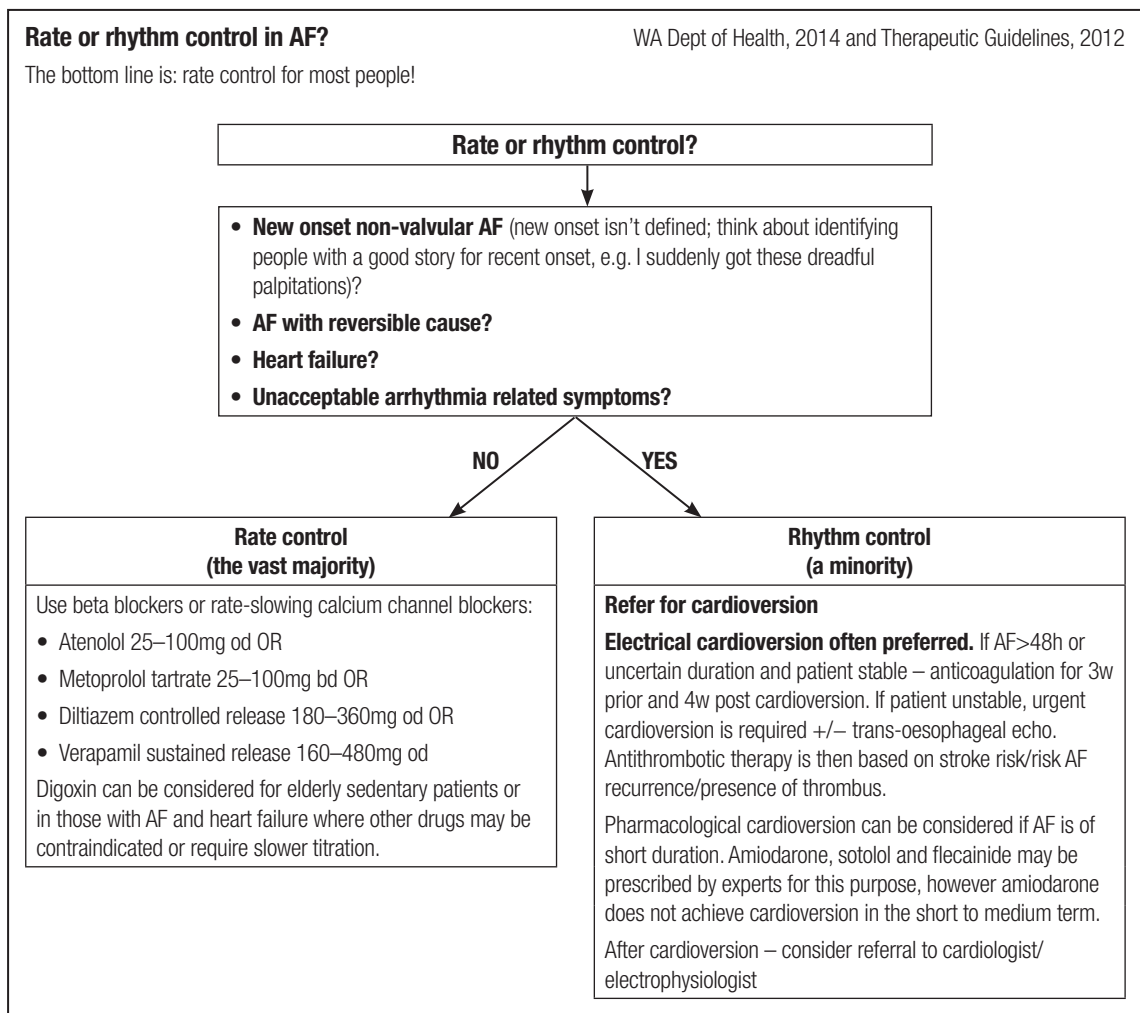 Rate or rhythm control in AF?
WA Dept of Health, 2014 and Therapeutic Guidelines, 2012
The bottom line is: rate control for most people!
Rate or rhythm control?
• New onset non-valvular AF (new onset isn't defined; think about identifying
people with a good story for recent onset, e.g. I suddenly got these dreadful
palpitations)?
• AF with reversible cause?
• Heart failure?
• Unacceptable arrhythmia related symptoms?
NO
YES
Rate control
(the vast majority)
Use beta blockers or rate-slowing calcium channel blockers:
• Atenolol 25–100mg od OR
• Metoprolol tartrate 25–100mg bd OR
• Diltiazem controlled release 180–360mg od OR
• Verapamil sustained release 160–480mg od
Digoxin can be considered for elderly sedentary patients or
in those with AF and heart failure where other drugs may be
contraindicated or require slower titration.
Rhythm control
(a minority)
Refer for cardioversion
Electrical cardioversion often preferred. If AF>48h or
uncertain duration and patient stable – anticoagulation for 3w
prior and 4w post cardioversion. If patient unstable, urgent
cardioversion is required +/– trans-oesophageal echo.
Antithrombotic therapy is then based on stroke risk/risk AF
recurrence/presence of thrombus.
Pharmacological cardioversion can be considered if AF is of
short duration. Amiodarone, sotolol and flecainide may be
prescribed by experts for this purpose, however amiodarone
does not achieve cardioversion in the short to medium term.
After cardioversion – consider referral to cardiologist/
electrophysiologist